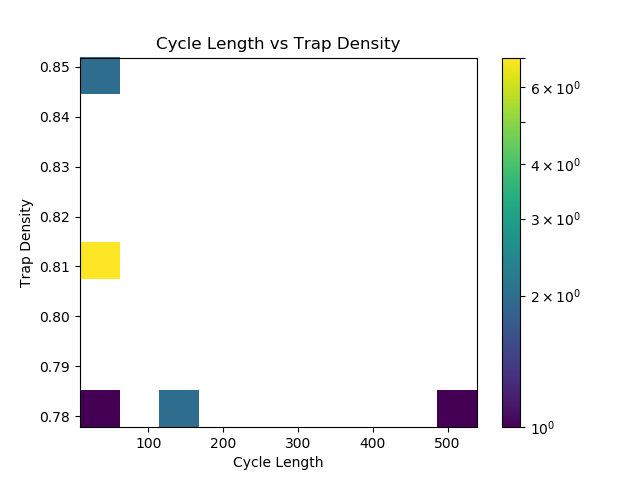 Cycle Length vs Trap Density
0.85
0.84
0.83
0.82
0.81
0.80
0.79
0.78
Trap Density
100 200 300 400 500
Cycle Length
6 × 10⁰
4 × 10⁰
3 × 10⁰
2 × 10⁰
10⁰